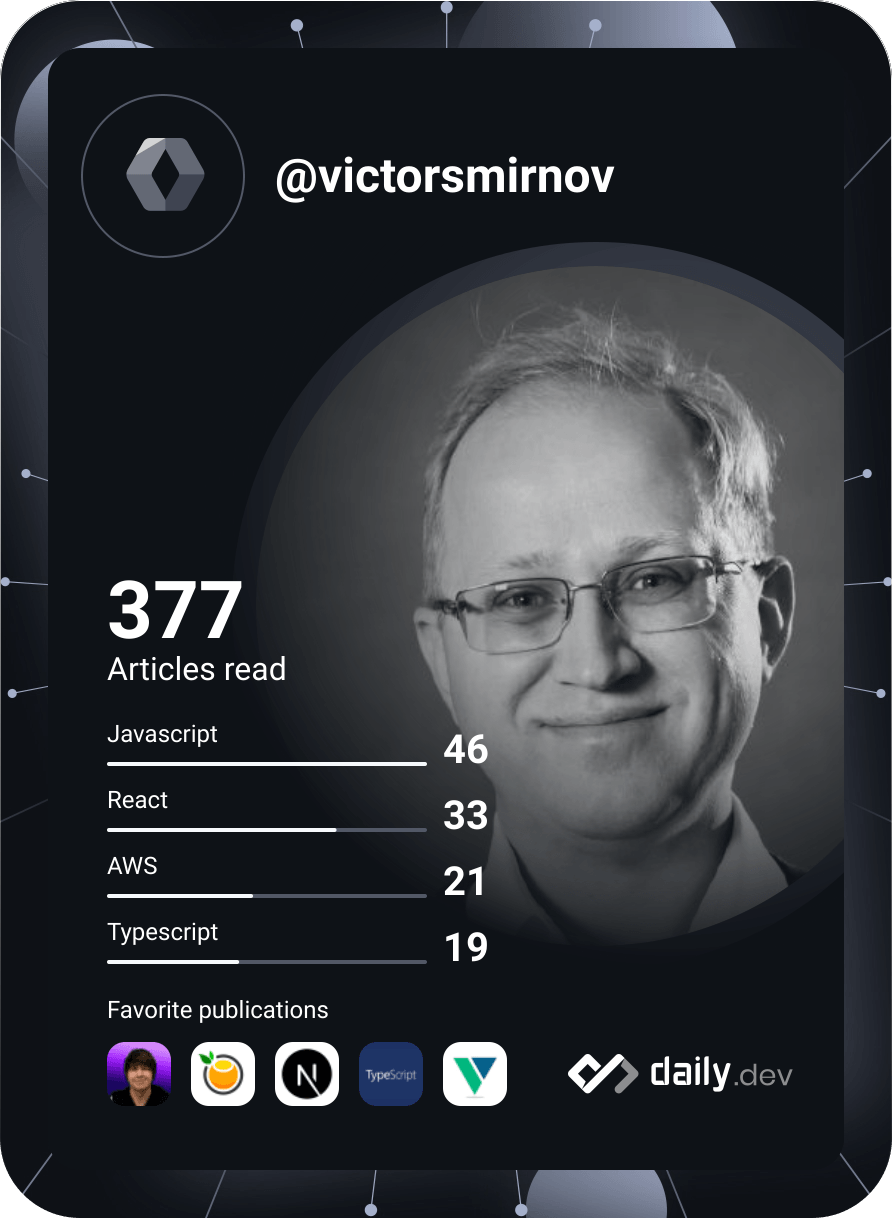 @victorsmirnov
377
Articles read
Javascript
46
React
33
AWS
21
Typescript
19
Favorite publications
N
TypeScript
daily.dev